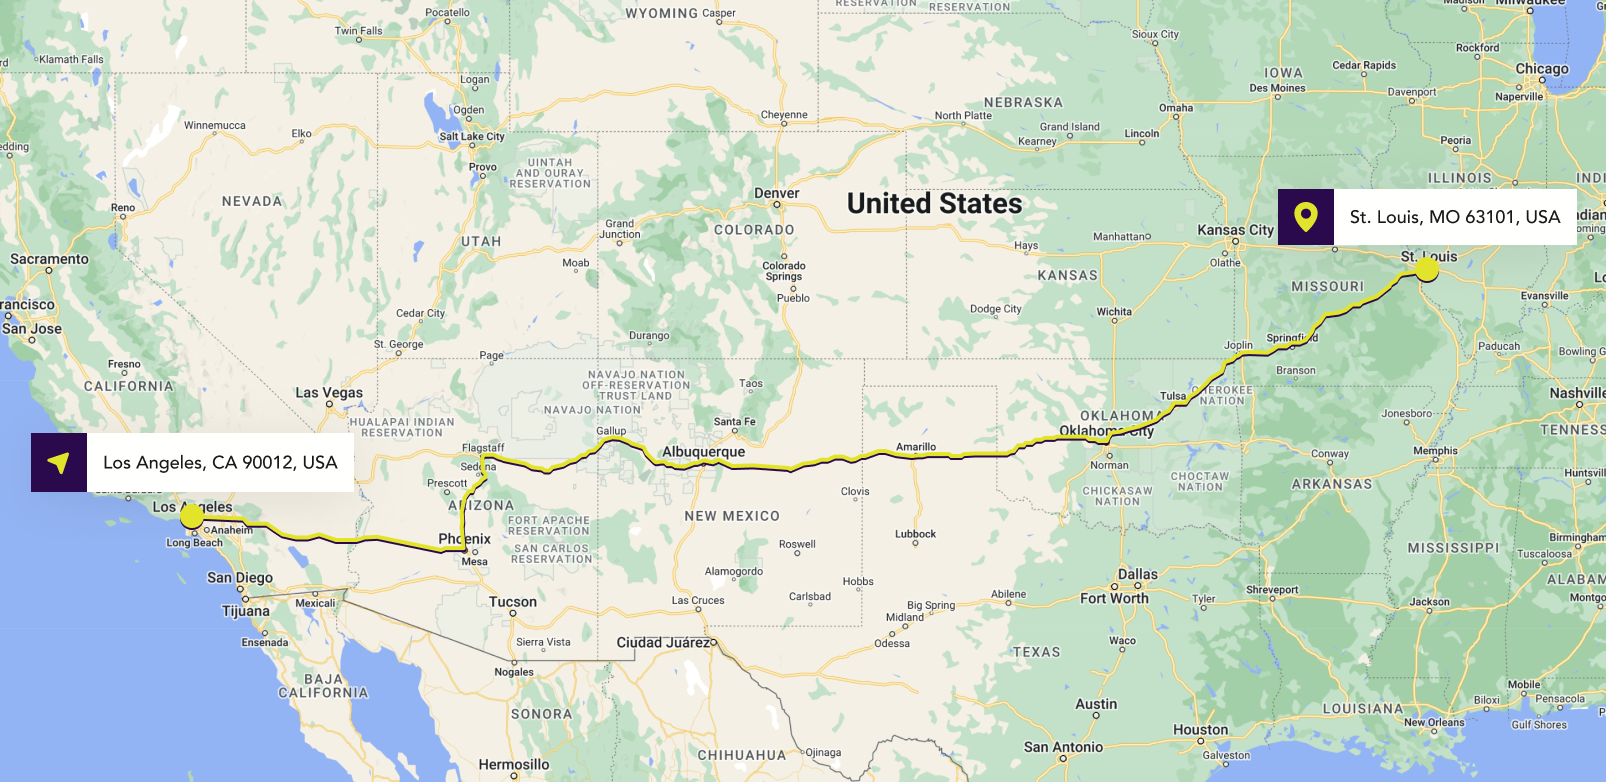 WYOMING
Casper
RESERVATION
RESERVATION
Madison
Milwaukee
Pocatello
Twin Falls
Sioux City
Rockford
Klamath Falls
Logan
IOWA
Cedar Rapids
Chicago
Des Moines
Davenport
Naperville
Ogden
Cheyenne
NEBRASKA
North Platte
Omaha
Winnemucca
Elko
Salt Lake City
Grand Island
Lincoln
Kearney
Peoria
Provo
UINTAH
AND OURAY
RESERVATION
ILLINOIS
INDI
NEVADA
Denver
United States
Reno
Grand
Junction
COLORADO
Kansas City
St. Louis, MO 63101, USA
UTAH
Manhattan
Hays
Sacramento
Moab
Colorado
Springs
Olathe
St. Louis
KANSAS
MISSOURI
Pueblo
Evansville
rancisco
San Jose
Cedar City
Dodge City
Wichita
St. George
Durango
Springfield
Joplin
Paducah
Page
Bowling G
Fresno
Branson
CALIFORNIA
NAVAJO NATION
OFF-RESERVATION
TRUST LAND
Taos
Las Vegas
Tulsa
CHEROKEE
NATION
Nashville
NAVAJO NATION
HUALAPAI INDIAN
RESERVATION
Santa Fe
OKLAHOMA
Oklahoma City
Jonesboro
TENNESS
Gallup
Flagstaff
Albuquerque
Amarillo
Memphis
Los Angeles, CA 90012, USA
Sedona
Norman
Conway
Huntsvil
Prescott
Clovis
CHICKASAW
NATION
CHOCTAW
NATION
ARKANSAS
Los Angeles
ARIZONA
NEW MEXICO
Anaheim
Long Beach
FORT APACHE
RESERVATION
Phoenix
Mesa
SAN CARLOS
RESERVATION
Roswell
Lubbock
Birmingham
MISSISSIPPI
Tuscaloosa
San Diego
Alamogordo
Hobbs
Dallas
ALABAM
Tijuana
Mexicali
Tucson
Las Cruces
Carlsbad
Big Spring
Abilene
Fort Worth
Tyler
Shreveport
Jackson
Montgo
Midland
Ensenada
Sierra Vista
Ciudad Juárez
Odessa
Waco
Nogales
TEXAS
BAJA
CALIFORNIA
Mobile
Pensacola
SONORA
Austin
LOUISIANA
Biloxi
New Orleans
Gulf Shores
Houston
CHIHUAHUA
Ojinaga
San Antonio
Galveston
Hermosillo